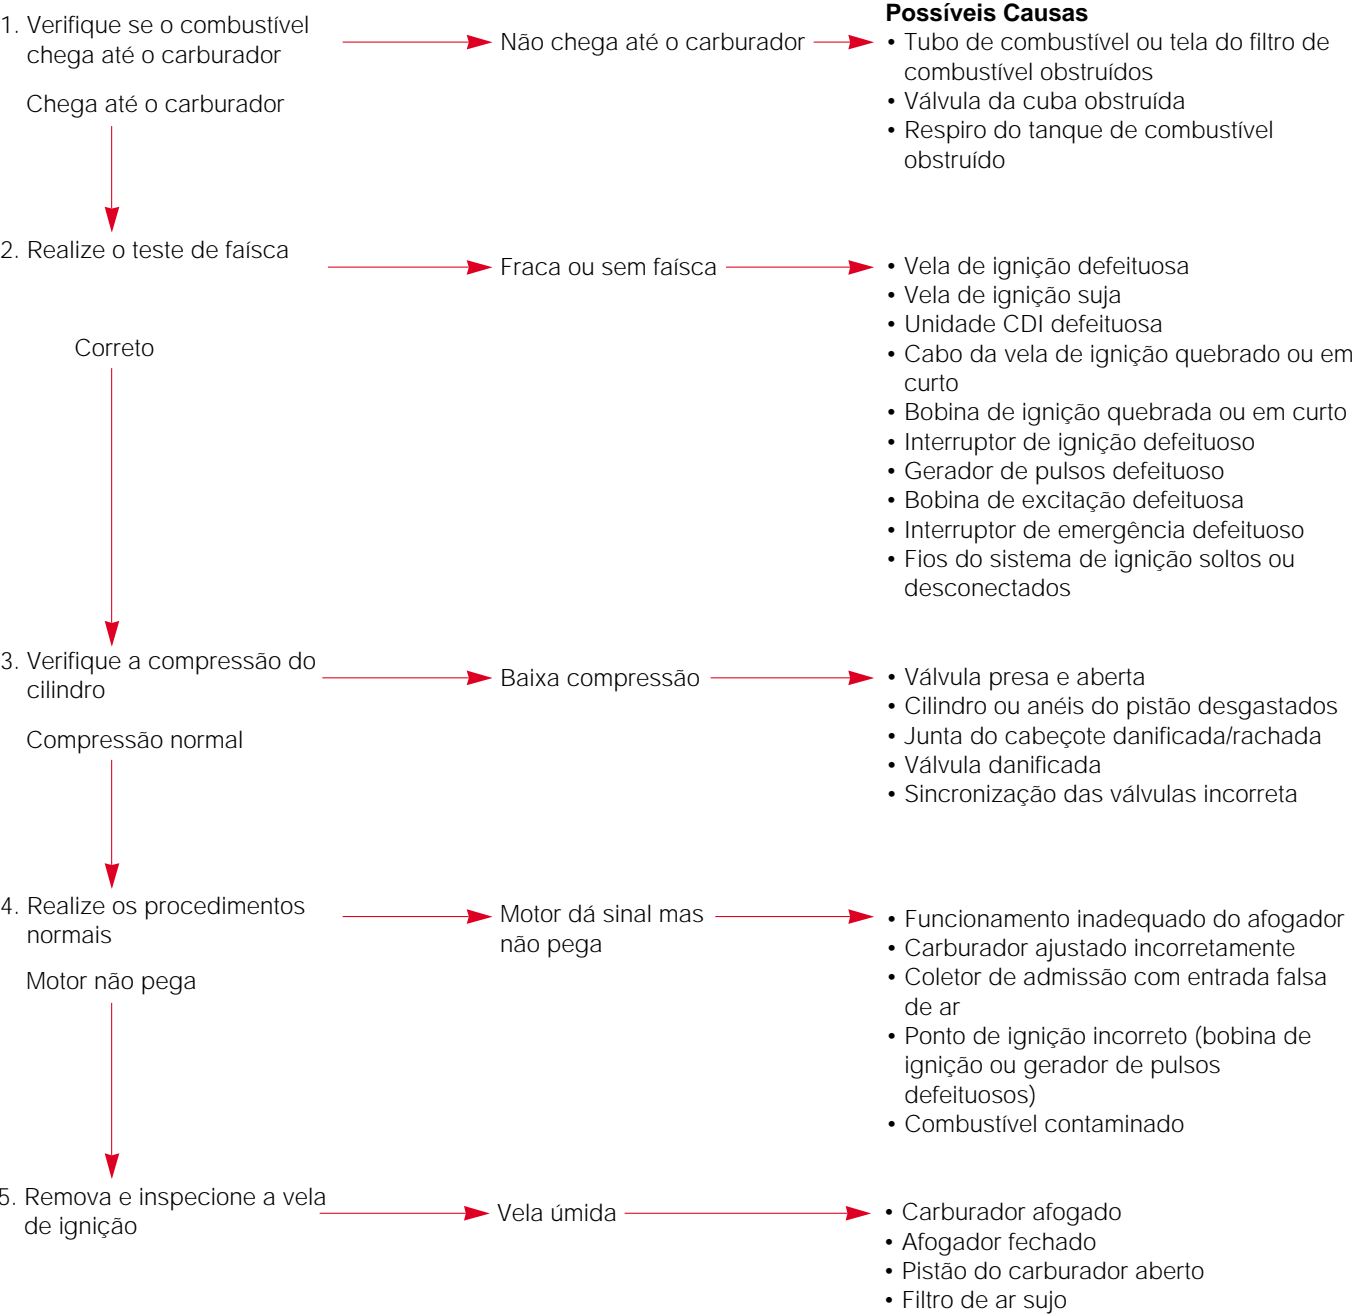 Possíveis Causas
1. Verifique se o combustível
chega até o carburador
Não chega até o carburador
• Tubo de combustível ou tela do filtro de
combustível obstruídos
• Válvula da cuba obstruída
• Respiro do tanque de combustível
obstruído
Chega até o carburador
2. Realize o teste de faísca
Fraca ou sem faísca
• Vela de ignição defeituosa
• Vela de ignição suja
• Unidade CDI defeituosa
• Cabo da vela de ignição quebrado ou em
curto
• Bobina de ignição quebrada ou em curto
• Interruptor de ignição defeituoso
• Gerador de pulsos defeituoso
• Bobina de excitação defeituosa
• Interruptor de emergência defeituoso
• Fios do sistema de ignição soltos ou
desconectados
Correto
3. Verifique a compressão do
cilindro
Baixa compressão
• Válvula presa e aberta
• Cilindro ou anéis do pistão desgastados
• Junta do cabeçote danificada/rachada
• Válvula danificada
• Sincronização das válvulas incorreta
Compressão normal
4. Realize os procedimentos
normais
Motor dá sinal mas
não pega
• Funcionamento inadequado do afogador
• Carburador ajustado incorretamente
• Coletor de admissão com entrada falsa
de ar
• Ponto de ignição incorreto (bobina de
ignição ou gerador de pulsos
defeituosos)
• Combustível contaminado
Motor não pega
5. Remova e inspecione a vela
de ignição
Vela úmida
• Carburador afogado
• Afogador fechado
• Pistão do carburador aberto
• Filtro de ar sujo